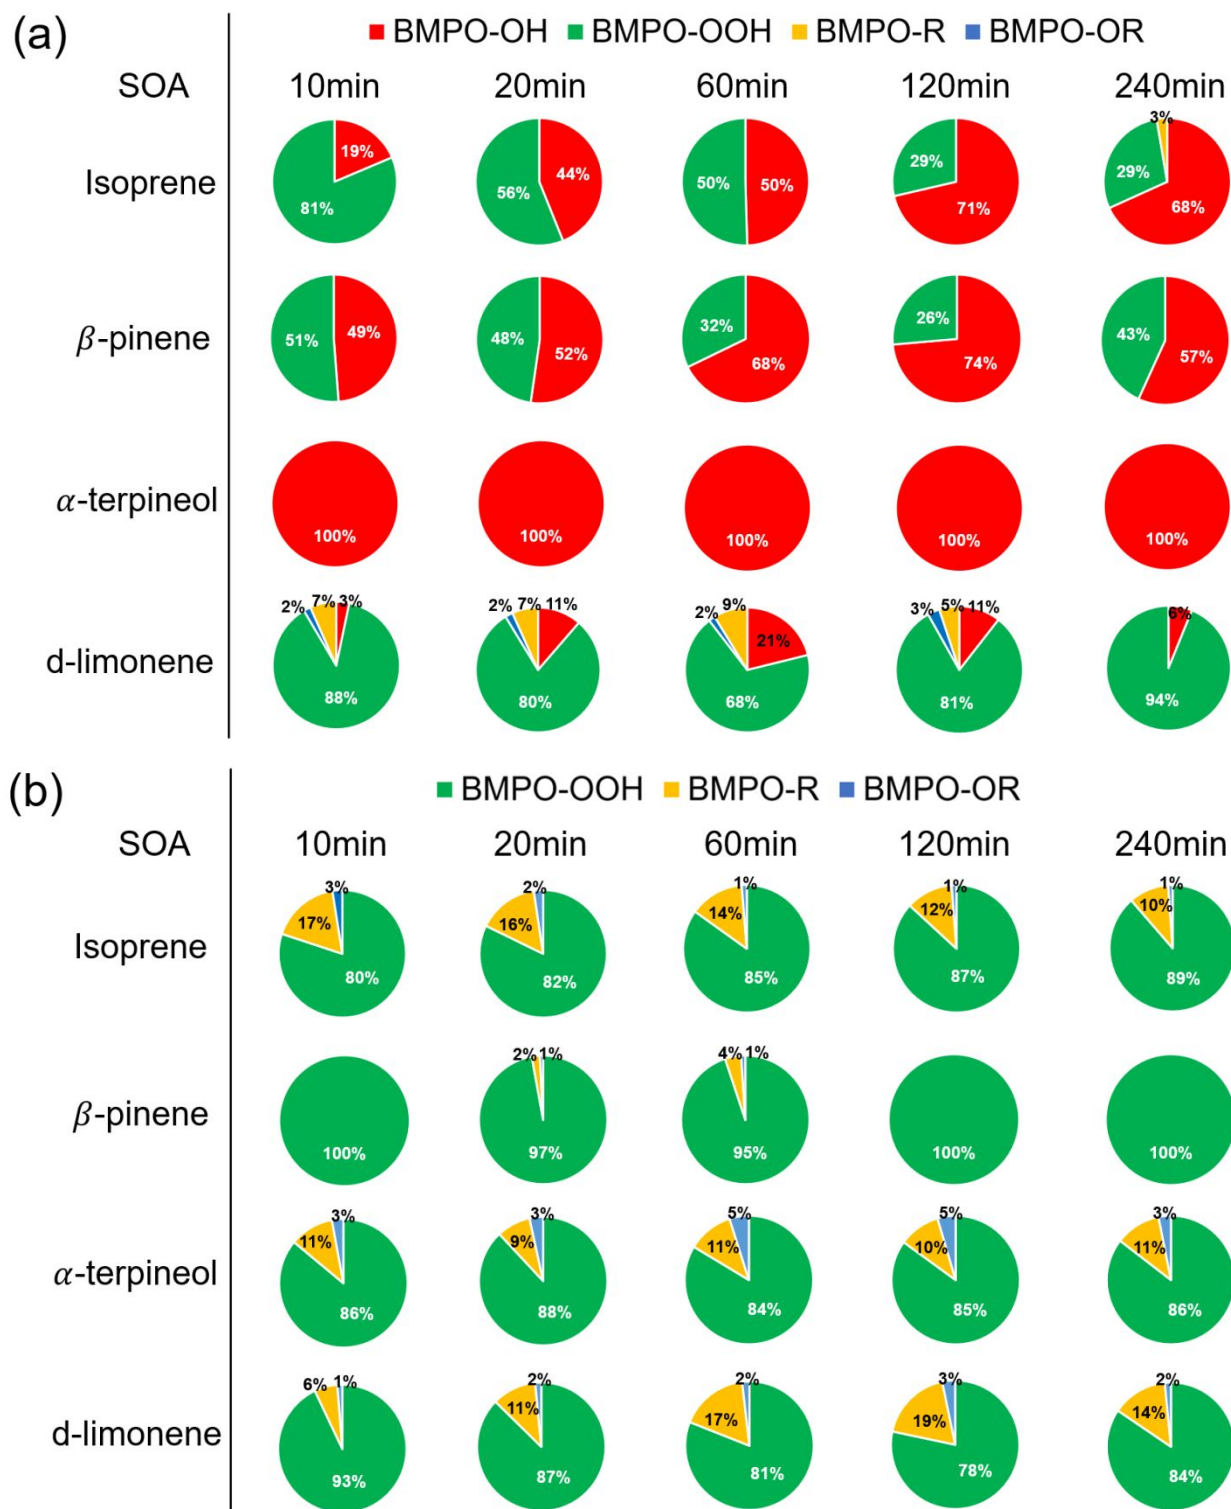 (a)
BMPO-OH BMPO-OOH BMPO-R BMPO-OR
SOA 10min 20min 60min 120min 240min
Isoprene
19% 81%
44% 56%
50% 50%
29% 71%
3% 29% 68%
β-pinene
51% 49%
48% 52%
32% 68%
26% 74%
43% 57%
α-terpineol
100%
100%
100%
100%
100%
d-limonene
2% 7% 3% 88%
2% 7% 11% 80%
2% 9% 21% 68%
3% 5% 11% 81%
6% 94%
(b)
BMPO-OOH BMPO-R BMPO-OR
SOA 10min 20min 60min 120min 240min
Isoprene
3% 17% 80%
2% 16% 82%
1% 14% 85%
1% 12% 87%
1% 10% 89%
β-pinene
100%
2% 1% 97%
4% 1% 95%
100%
100%
α-terpineol
3% 11% 86%
3% 9% 88%
5% 11% 84%
5% 10% 85%
3% 11% 86%
d-limonene
6% 1% 93%
2% 11% 87%
2% 17% 81%
3% 19% 78%
2% 14% 84%